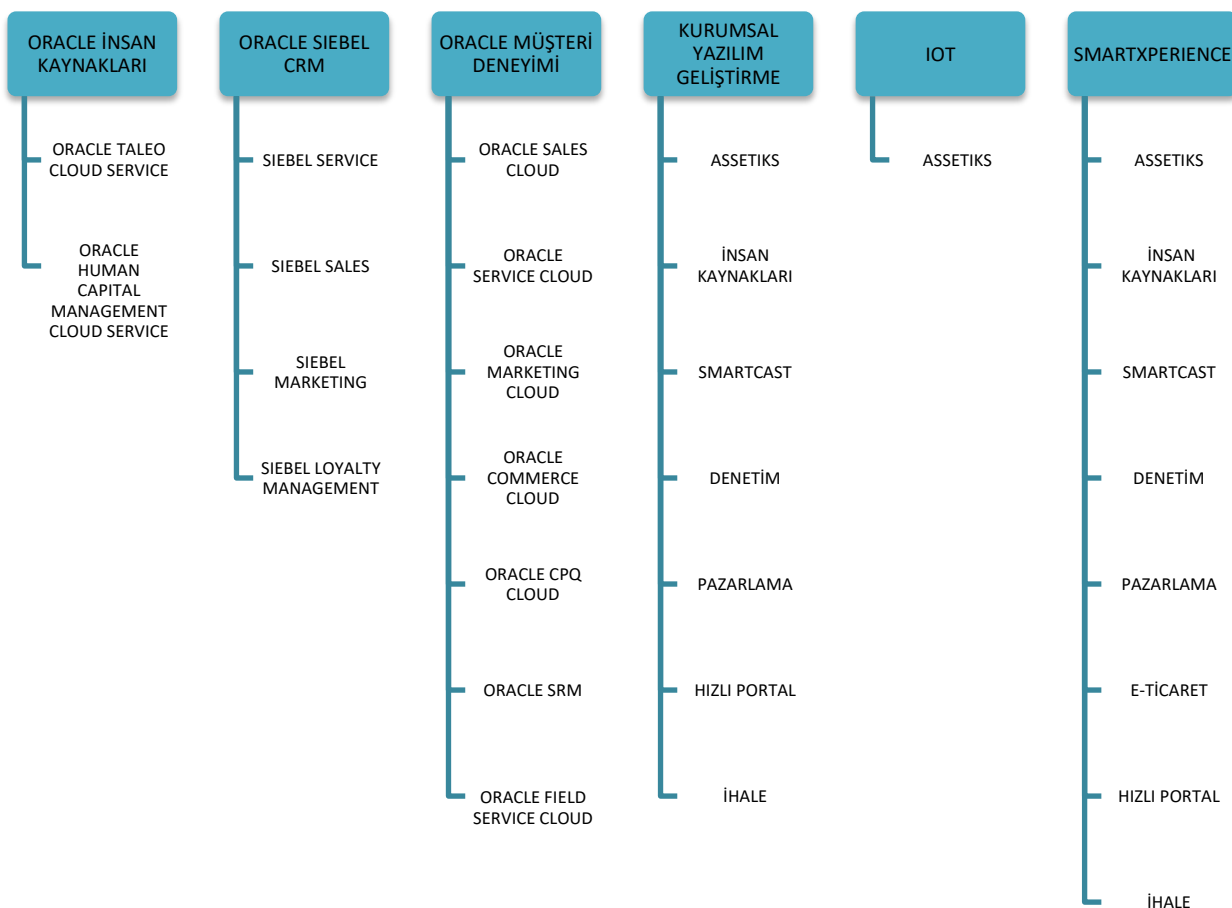 ORACLE İNSAN
KAYNAKLARI
ORACLE TALEO
CLOUD SERVICE
ORACLE
HUMAN
CAPITAL
MANAGEMENT
CLOUD SERVICE
ORACLE SIEBEL
CRM
SIEBEL SERVICE
SIEBEL SALES
SIEBEL
MARKETING
SIEBEL LOYALTY
MANAGEMENT
ORACLE MÜŞTERİ
DENEYİMİ
ORACLE SALES
CLOUD
ORACLE
SERVICE CLOUD
ORACLE
MARKETING
CLOUD
ORACLE
COMMERCE
CLOUD
ORACLE CPQ
CLOUD
ORACLE SRM
ORACLE FIELD
SERVICE CLOUD
KURUMSAL
YAZILIM
GELİŞTİRME
ASSETIKS
İNSAN
KAYNAKLARI
SMARTCAST
DENETİM
PAZARLAMA
HIZLI PORTAL
İHALE
IOT
ASSETIKS
SMARTXPERIENCE
ASSETIKS
İNSAN
KAYNAKLARI
SMARTCAST
DENETİM
PAZARLAMA
E-TİCARET
HIZLI PORTAL
İHALE